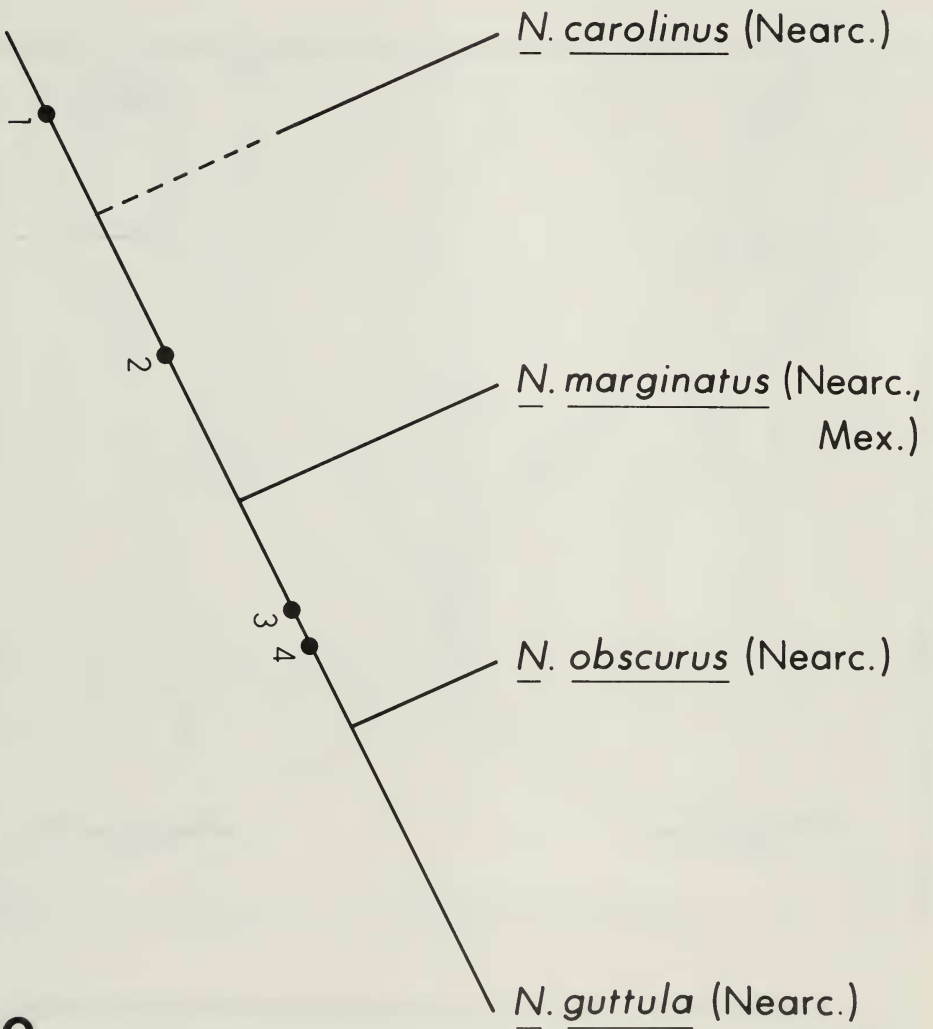 N. carolinus (Nearc.)
1
2
N. marginatus (Nearc.,
Mex.)
3
4
N. obscurus (Nearc.)
N. guttula (Nearc.)